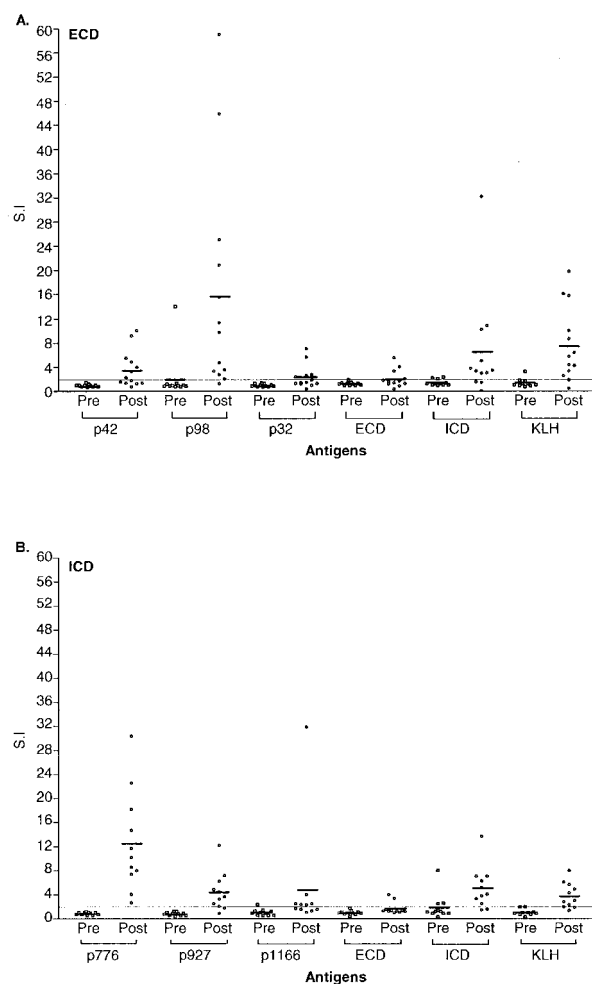 A.
ECD
60
56
52
48
44
40
36
32
28
24
20
16
12
8
4
0
S.I
Pre Post Pre Post Pre Post Pre Post Pre Post Pre Post
p42 p98 p32 ECD ICD KLH
Antigens
B.
ICD
60
56
52
48
44
40
36
32
28
24
20
16
12
8
4
0
S.I
Pre Post Pre Post Pre Post Pre Post Pre Post Pre Post
p776 p927 p1166 ECD ICD KLH
Antigens